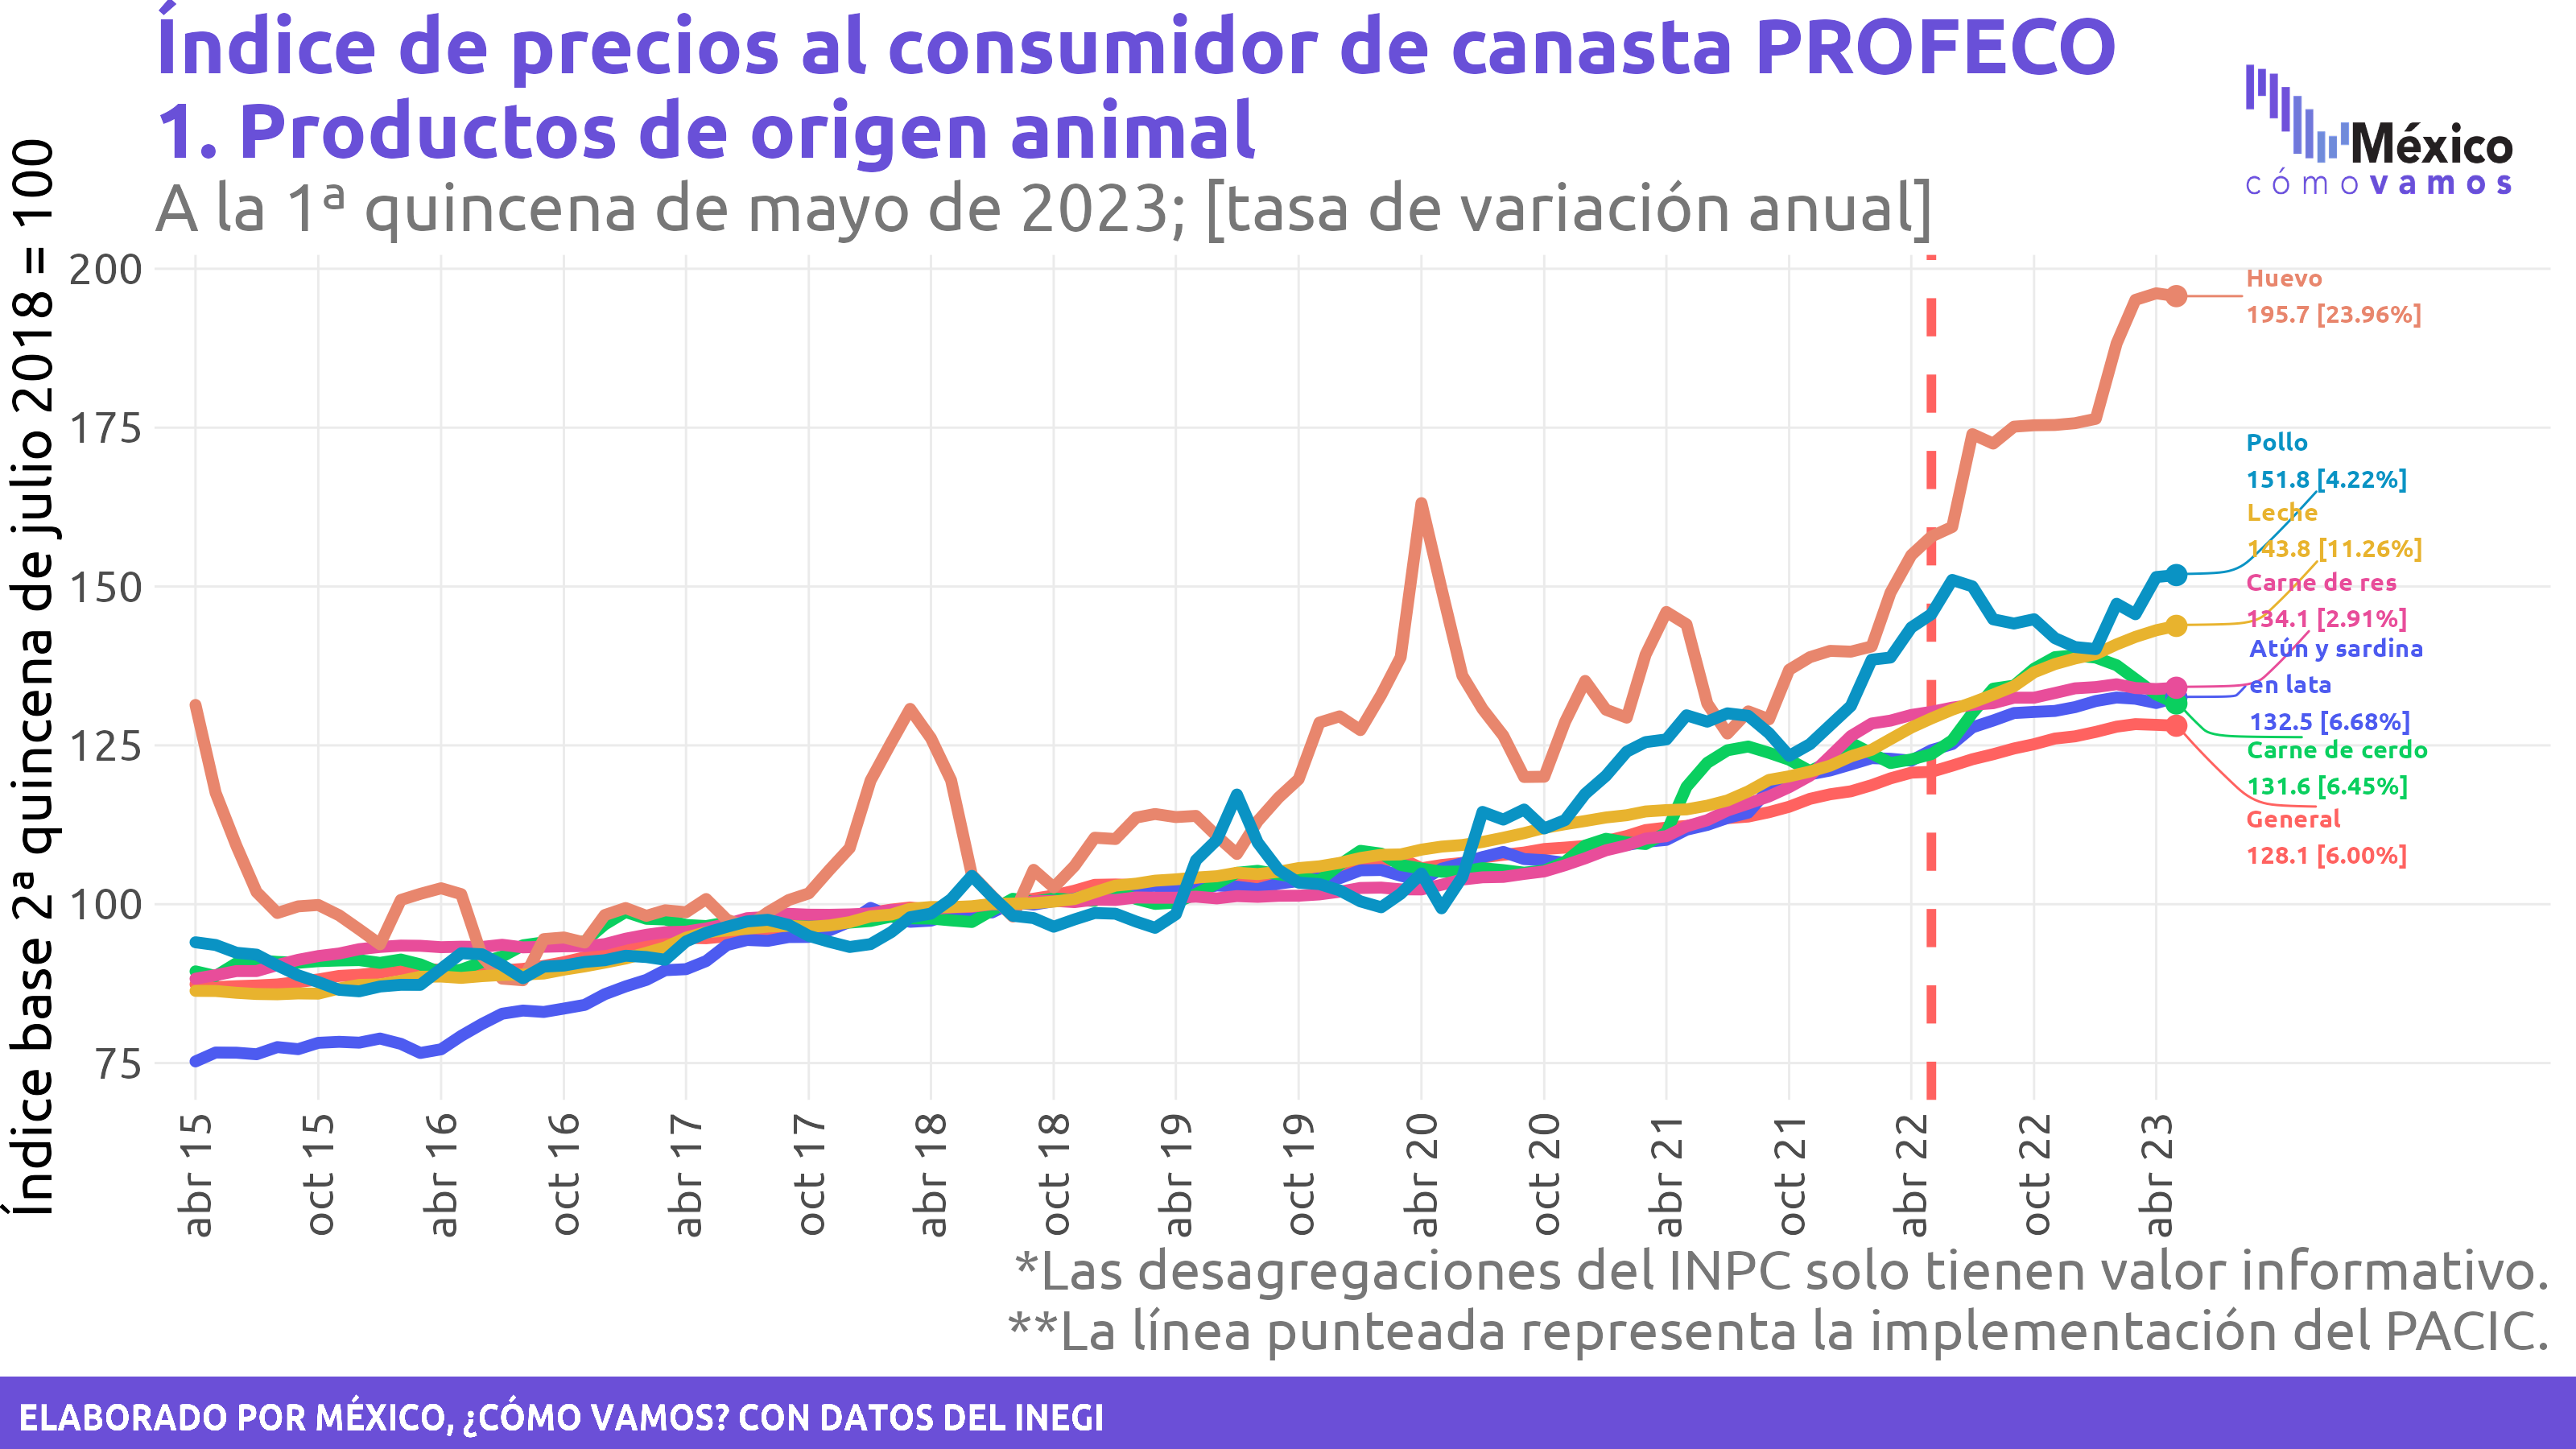 Índice de precios al consumidor de canasta PROFECO
1. Productos de origen animal
A la 1ª quincena de mayo de 2023; [tasa de variación anual]
México
cómovamos
Índice base 2ª quincena de julio 2018 = 100
200
175
150
125
100
75
Huevo
195.7 [23.96%]
Pollo
151.8 [4.22%]
Leche
143.8 [11.26%]
Carne de res
134.1 [2.91%]
Atún y sardina
en lata
132.5 [6.68%]
Carne de cerdo
131.6 [6.45%]
General
128.1 [6.00%]
abr 15
oct 15
abr 16
oct 16
abr 17
oct 17
abr 18
oct 18
abr 19
oct 19
abr 20
oct 20
abr 21
oct 21
abr 22
oct 22
abr 23
*Las desagregaciones del INPC solo tienen valor informativo.
**La línea punteada representa la implementación del PACIC.
ELABORADO POR MÉXICO, ¿CÓMO VAMOS? CON DATOS DEL INEGI